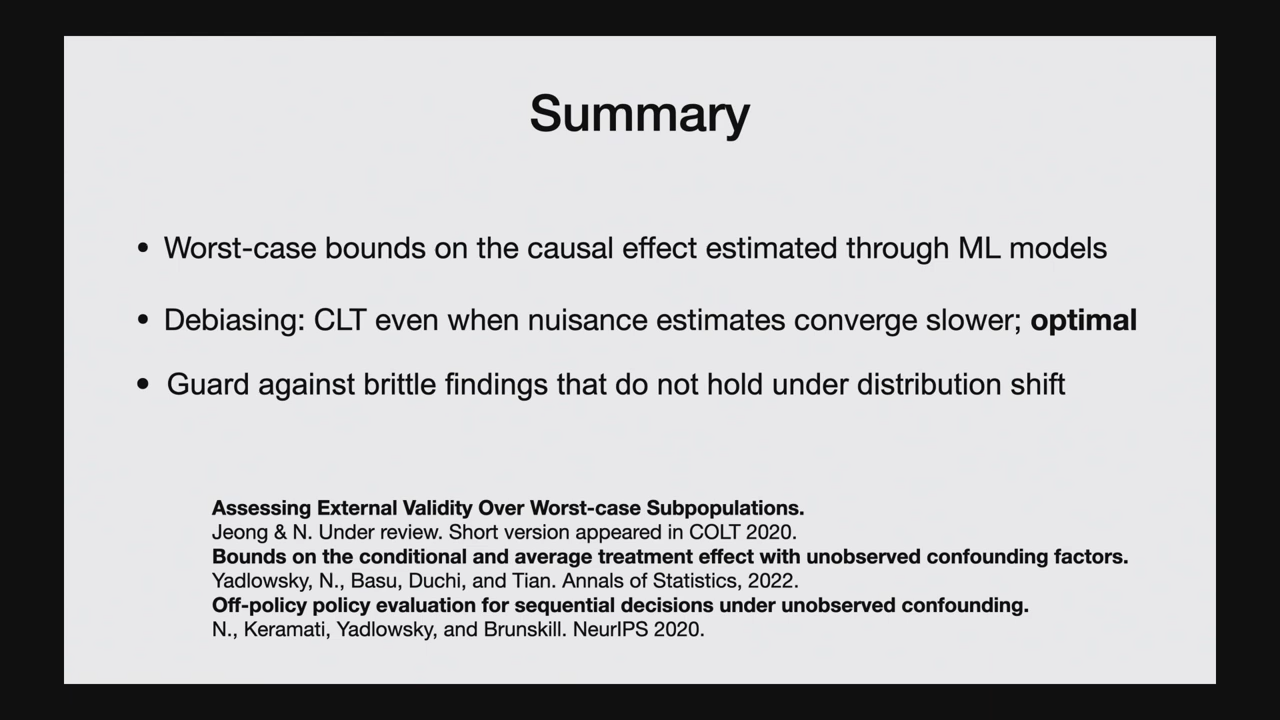 Summary
• Worst-case bounds on the causal effect estimated through ML models
• Debiasing: CLT even when nuisance estimates converge slower; optimal
• Guard against brittle findings that do not hold under distribution shift
Assessing External Validity Over Worst-case Subpopulations.
Jeong & N. Under review. Short version appeared in COLT 2020.
Bounds on the conditional and average treatment effect with unobserved confounding factors.
Yadlowsky, N., Basu, Duchi, and Tian. Annals of Statistics, 2022.
Off-policy policy evaluation for sequential decisions under unobserved confounding.
N., Keramati, Yadlowsky, and Brunskill. NeurIPS 2020.